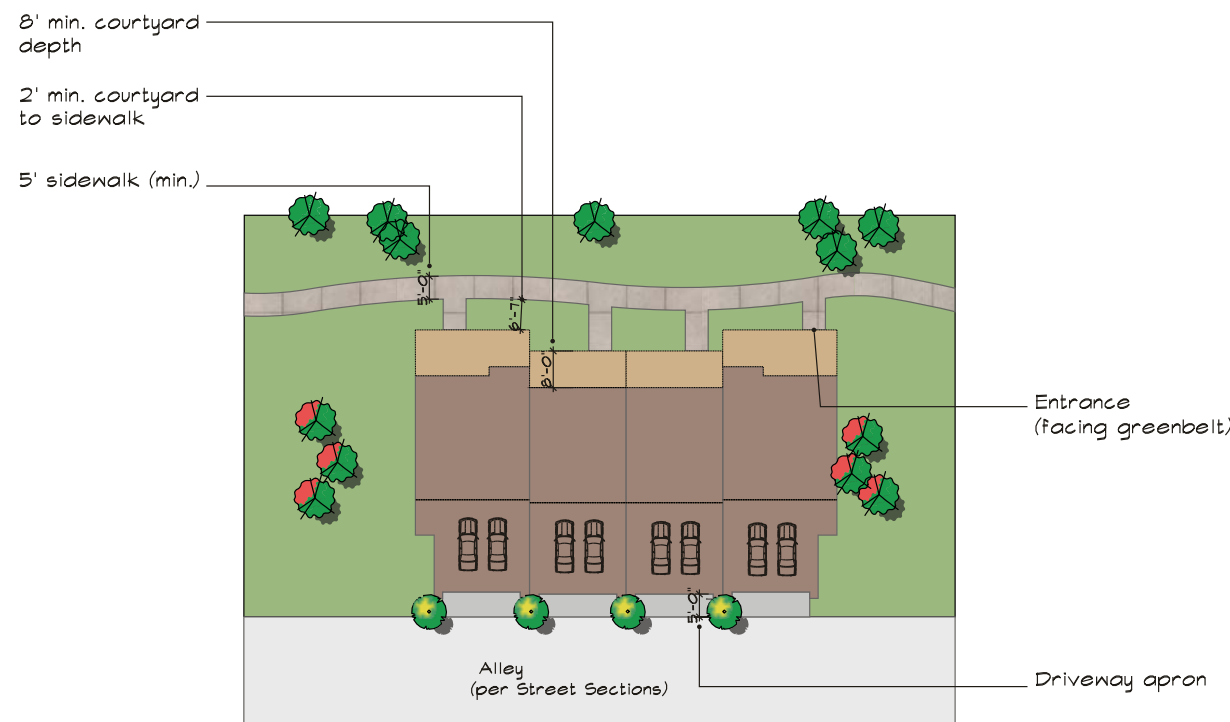 8' min. courtyard
depth
2' min. courtyard
to sidewalk
5' sidewalk (min.)
5'-0"
6'-7"
8'-0"
Entrance
(facing greenbelt)
5'-0"
Alley
(per Street Sections)
Driveway apron